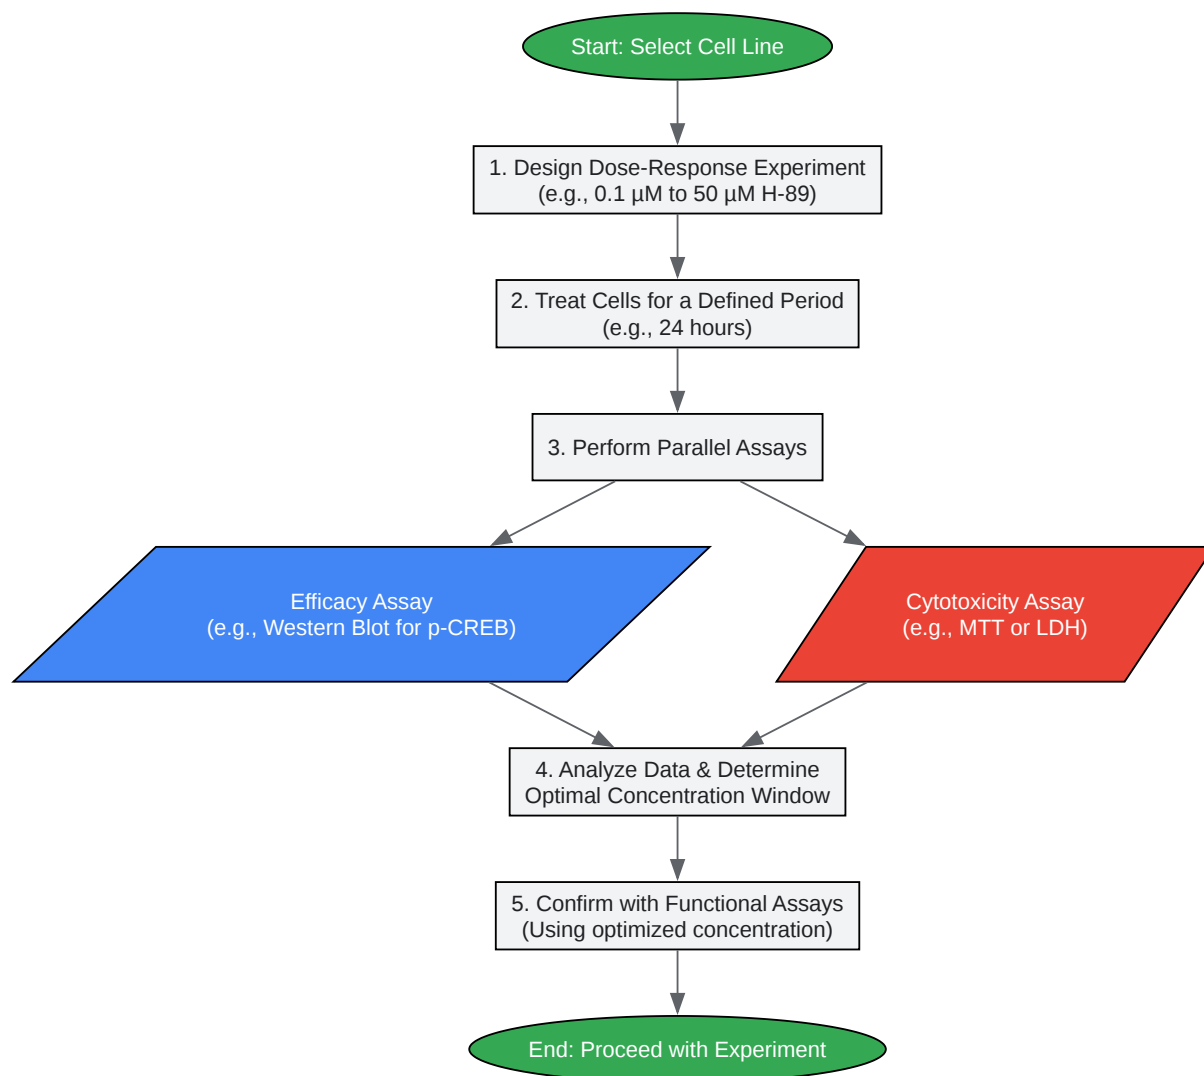 Start: Select Cell Line
1. Design Dose-Response Experiment
(e.g., 0.1 µM to 50 µM H-89)
2. Treat Cells for a Defined Period
(e.g., 24 hours)
3. Perform Parallel Assays
Efficacy Assay
(e.g., Western Blot for p-CREB)
Cytotoxicity Assay
(e.g., MTT or LDH)
4. Analyze Data & Determine
Optimal Concentration Window
5. Confirm with Functional Assays
(Using optimized concentration)
End: Proceed with Experiment